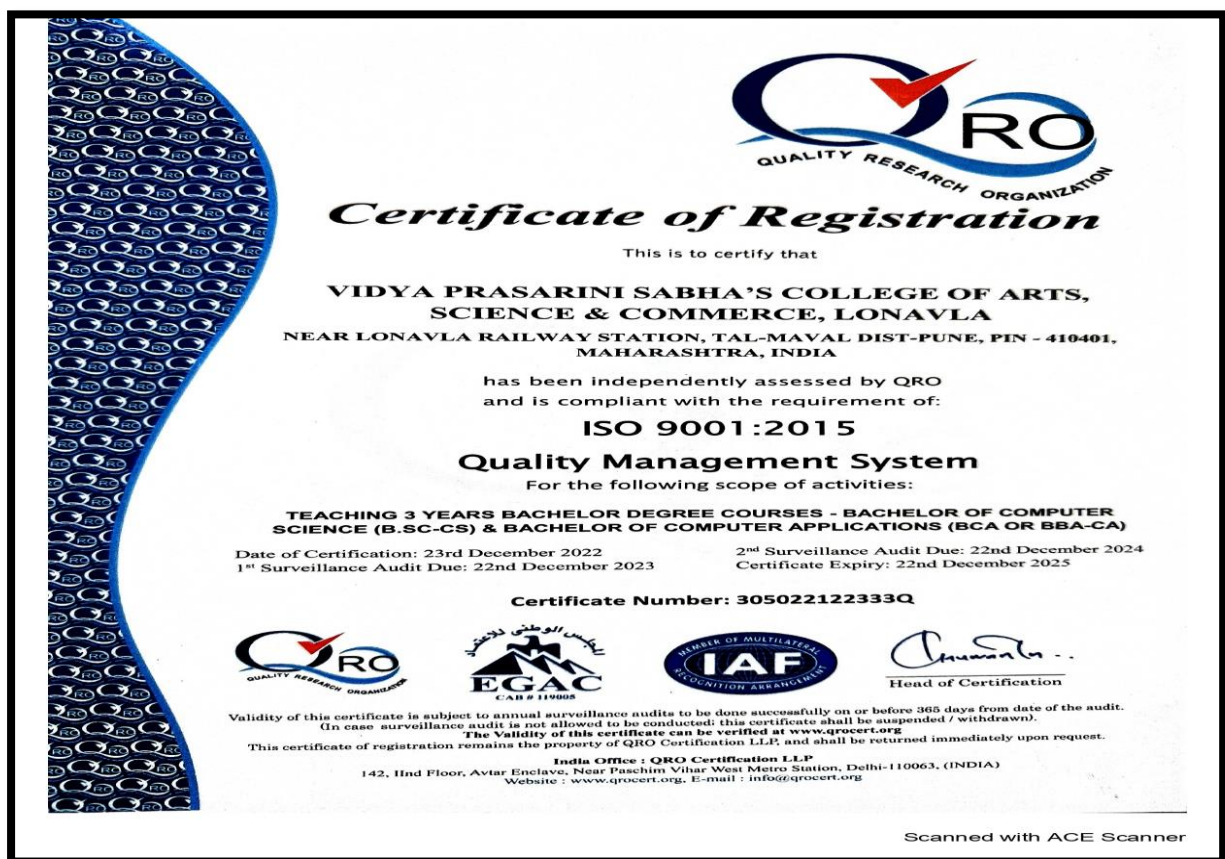 QRO
QUALITY RESEARCH ORGANIZATION
Certificate of Registration
This is to certify that
VIDYA PRASARINI SABHA'S COLLEGE OF ARTS,
SCIENCE & COMMERCE, LONAVLA
NEAR LONAVLA RAILWAY STATION, TAL-MAVAL DIST-PUNE, PIN - 410401,
MAHARASHTRA, INDIA
has been independently assessed by QRO
and is compliant with the requirement of:
ISO 9001:2015
Quality Management System
For the following scope of activities:
TEACHING 3 YEARS BACHELOR DEGREE COURSES - BACHELOR OF COMPUTER
SCIENCE (B.SC-CS) & BACHELOR OF COMPUTER APPLICATIONS (BCA OR BBA-CA)
Date of Certification: 23rd December 2022
1st Surveillance Audit Due: 22nd December 2023
2nd Surveillance Audit Due: 22nd December 2024
Certificate Expiry: 22nd December 2025
Certificate Number: 305022122333Q
QRO
QUALITY RESEARCH ORGANIZATION
المجلس الوطني للاعتماد
EGAC
CAB # 119005
MEMBER OF MULTILATERAL
IAF
RECOGNITION ARRANGEMENT
Head of Certification
Validity of this certificate is subject to annual surveillance audits to be done successfully on or before 365 days from date of the audit.
(In case surveillance audit is not allowed to be conducted; this certificate shall be suspended / withdrawn).
The Validity of this certificate can be verified at www.qrocert.org
This certificate of registration remains the property of QRO Certification LLP, and shall be returned immediately upon request.
India Office : QRO Certification LLP
142, IInd Floor, Avtar Enclave, Near Paschim Vihar West Metro Station, Delhi-110063, (INDIA)
Website : www.qrocert.org, E-mail : info@qrocert.org
Scanned with ACE Scanner